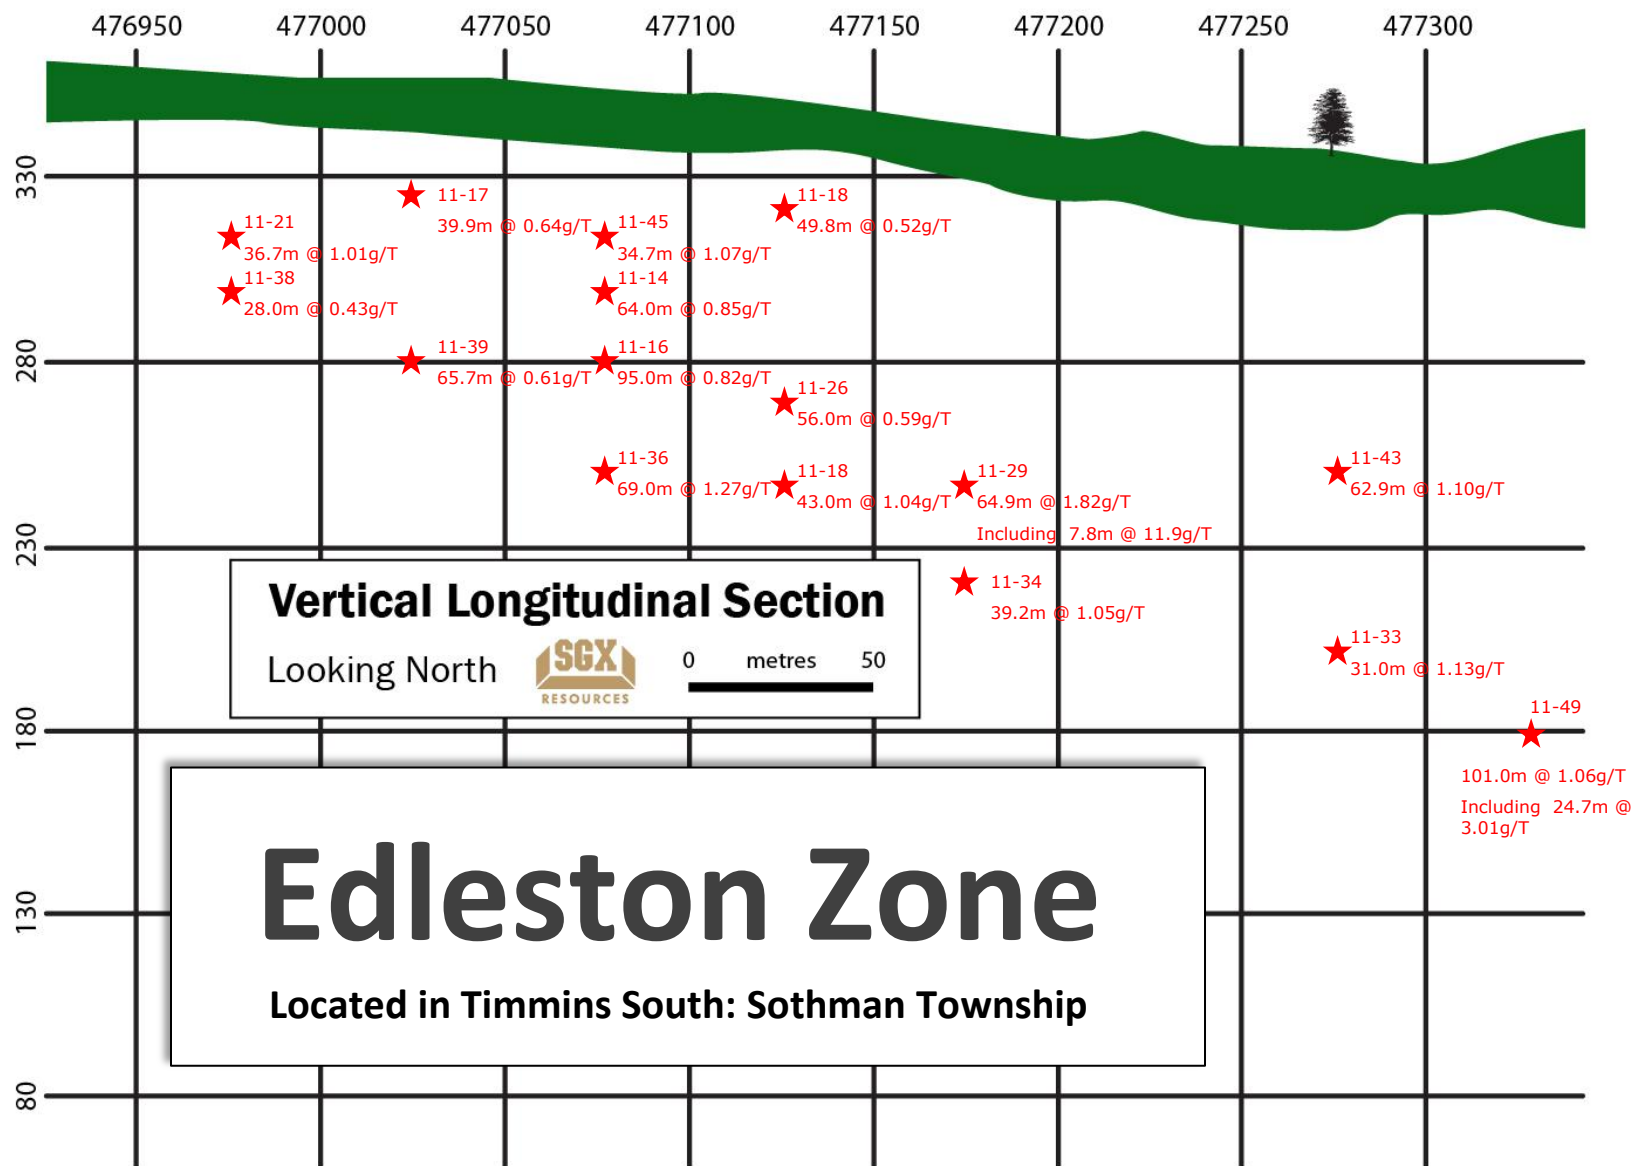 476950 477000 477050 477100 477150 477200 477250 477300
330
11-17
39.9m @ 0.64g/T
11-18
49.8m @ 0.52g/T
11-21
36.7m @ 1.01g/T
11-45
34.7m @ 1.07g/T
11-38
28.0m @ 0.43g/T
11-14
64.0m @ 0.85g/T
280
11-39
65.7m @ 0.61g/T
11-16
95.0m @ 0.82g/T
11-26
56.0m @ 0.59g/T
11-36
69.0m @ 1.27g/T
11-18
43.0m @ 1.04g/T
11-29
64.9m @ 1.82g/T
Including 7.8m @ 11.9g/T
11-43
62.9m @ 1.10g/T
230
11-34
39.2m @ 1.05g/T
11-33
31.0m @ 1.13g/T
Vertical Longitudinal Section
Looking North
SGX
RESOURCES
0 metres 50
180
11-49
101.0m @ 1.06g/T
Including 24.7m @
3.01g/T
Edleston Zone
Located in Timmins South: Sothman Township
130
80